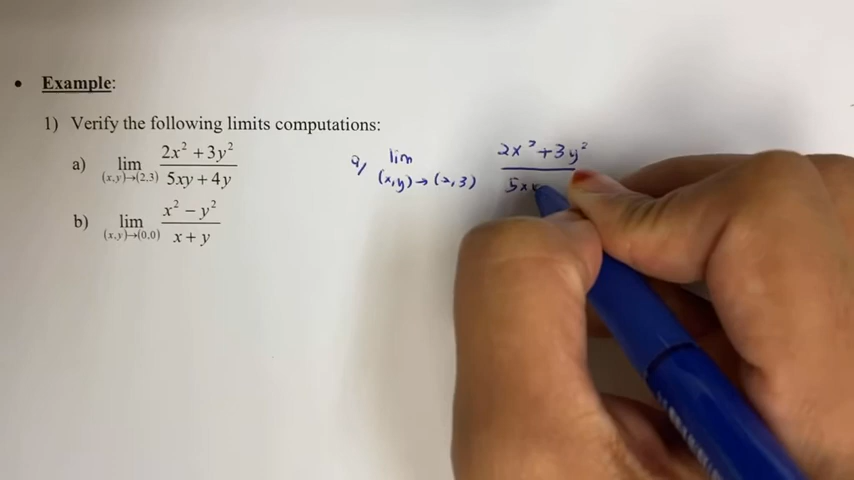 • Example:
1) Verify the following limits computations:
a) lim (x,y)→(2,3) 2x² + 3y² / 5xy + 4y
b) lim (x,y)→(0,0) x² − y² / x + y
a, lim (x,y) → (2,3) 2x² + 3y² / 5x